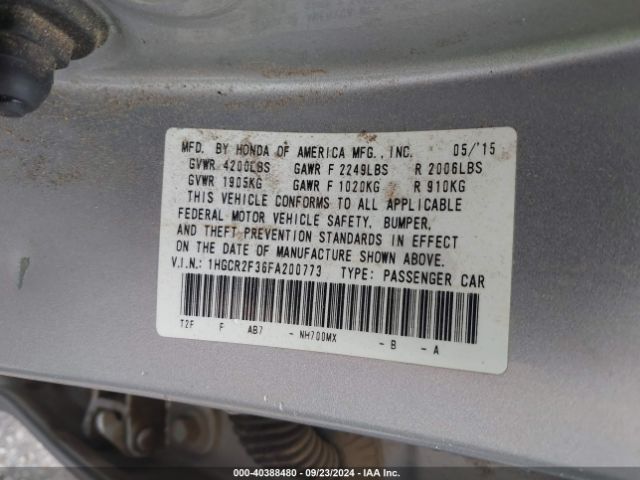 MFD. BY HONDA OF AMERICA MFG., INC. 05/'15
GVWR 4200LBS GAWR F 2249LBS R 2006LBS
GVWR 1905KG GAWR F 1020KG R 910KG
THIS VEHICLE CONFORMS TO ALL APPLICABLE
FEDERAL MOTOR VEHICLE SAFETY, BUMPER,
AND THEFT PREVENTION STANDARDS IN EFFECT
ON THE DATE OF MANUFACTURE SHOWN ABOVE.
V.I.N.: 1HGCR2F36FA200773 TYPE: PASSENGER CAR
T2F F AB7 - NH700MX - B - A
000-40388480 - 09/23/2024 - IAA Inc.